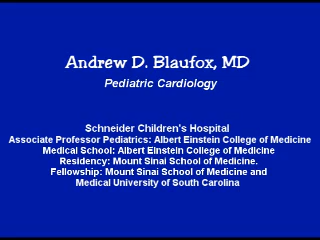 Andrew D. Blaufox, MD
Pediatric Cardiology
Schneider Children's Hospital
Associate Professor Pediatrics: Albert Einstein College of Medicine
Medical School: Albert Einstein College of Medicine
Residency: Mount Sinai School of Medicine.
Fellowship: Mount Sinai School of Medicine and
Medical University of South Carolina